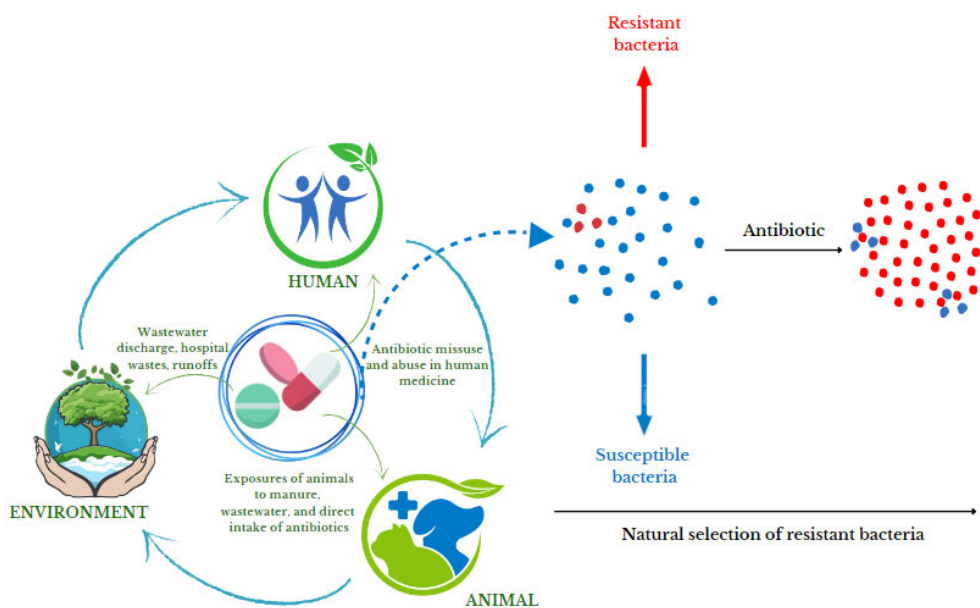 Resistant
bacteria
Antibiotic
HUMAN
Wastewater
discharge, hospital
wastes, runoffs
Antibiotic missuse
and abuse in human
medicine
Susceptible
bacteria
Exposures of animals
to manure,
wastewater, and direct
intake of antibiotics
ENVIRONMENT
Natural selection of resistant bacteria
ANIMAL